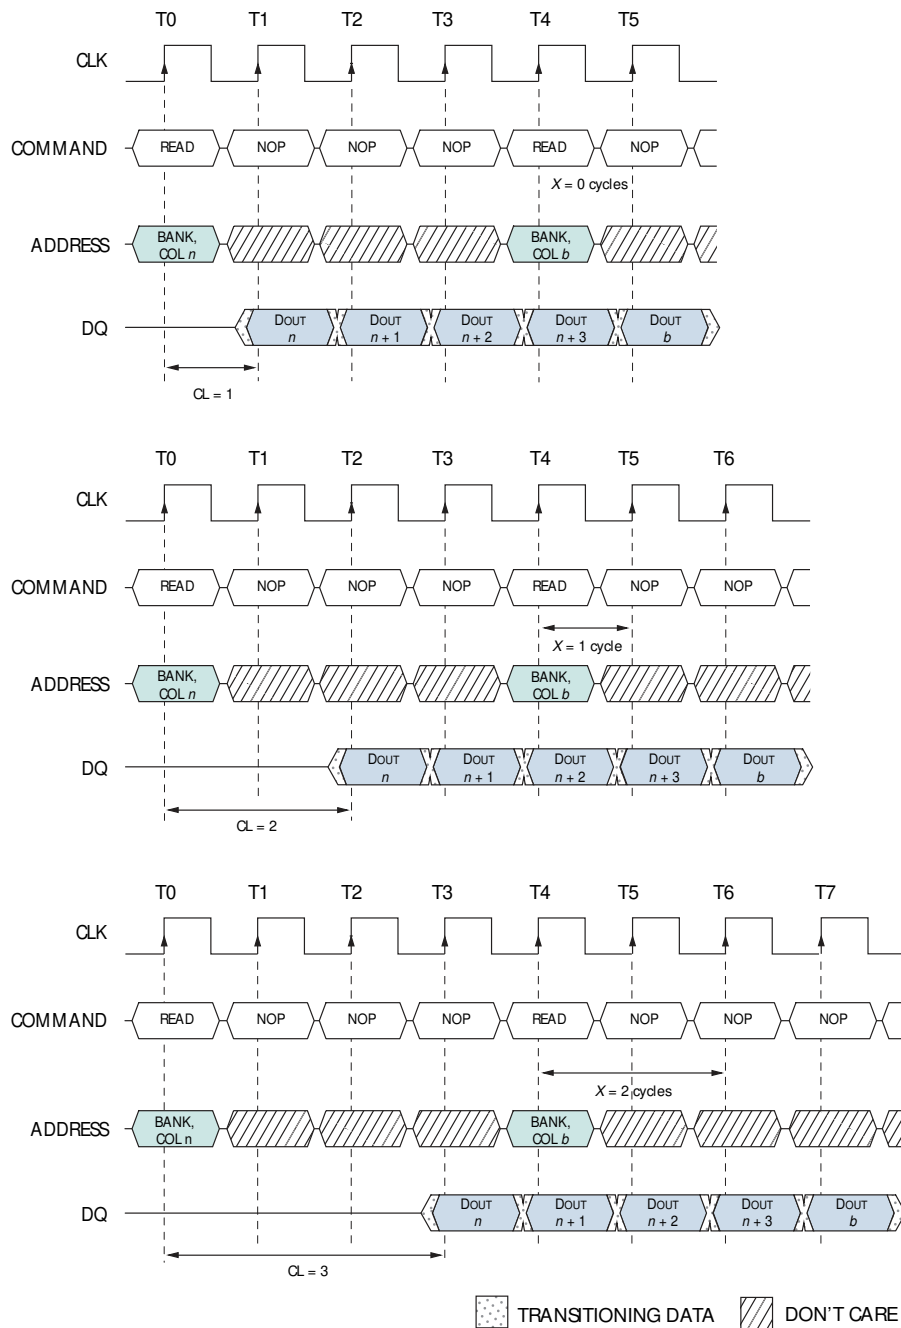 T0 T1 T2 T3 T4 T5
CLK
COMMAND READ NOP NOP NOP READ NOP
X = 0 cycles
ADDRESS BANK, COL n BANK, COL b
DQ DOUT n DOUT n + 1 DOUT n + 2 DOUT n + 3 DOUT b
CL = 1
T0 T1 T2 T3 T4 T5 T6
CLK
COMMAND READ NOP NOP NOP READ NOP NOP
X = 1 cycle
ADDRESS BANK, COL n BANK, COL b
DQ DOUT n DOUT n + 1 DOUT n + 2 DOUT n + 3 DOUT b
CL = 2
T0 T1 T2 T3 T4 T5 T6 T7
CLK
COMMAND READ NOP NOP NOP READ NOP NOP NOP
X = 2 cycles
ADDRESS BANK, COL n BANK, COL b
DQ DOUT n DOUT n + 1 DOUT n + 2 DOUT n + 3 DOUT b
CL = 3
TRANSITIONING DATA DON'T CARE